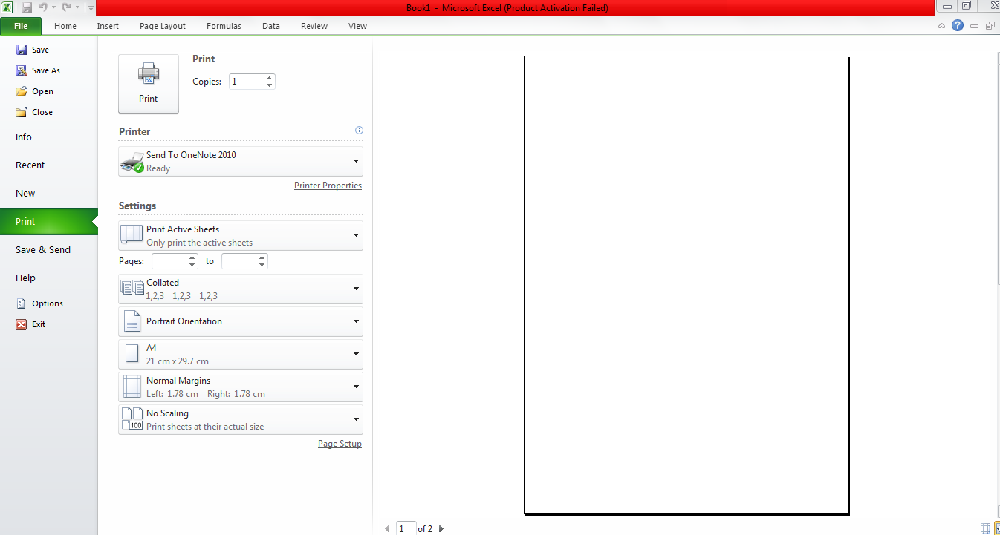 Book1 - Microsoft Excel (Product Activation Failed)
File Home Insert Page Layout Formulas Data Review View
Save
Save As
Open
Close
Info
Recent
New
Print
Save & Send
Help
Options
Exit
Print
Print
Copies: 1
Printer
Send To OneNote 2010
Ready
Printer Properties
Settings
Print Active Sheets
Only print the active sheets
Pages: to
Collated
1,2,3 1,2,3 1,2,3
Portrait Orientation
A4
21 cm x 29.7 cm
Normal Margins
Left: 1.78 cm Right: 1.78 cm
No Scaling
100
Print sheets at their actual size
Page Setup
1 of 2